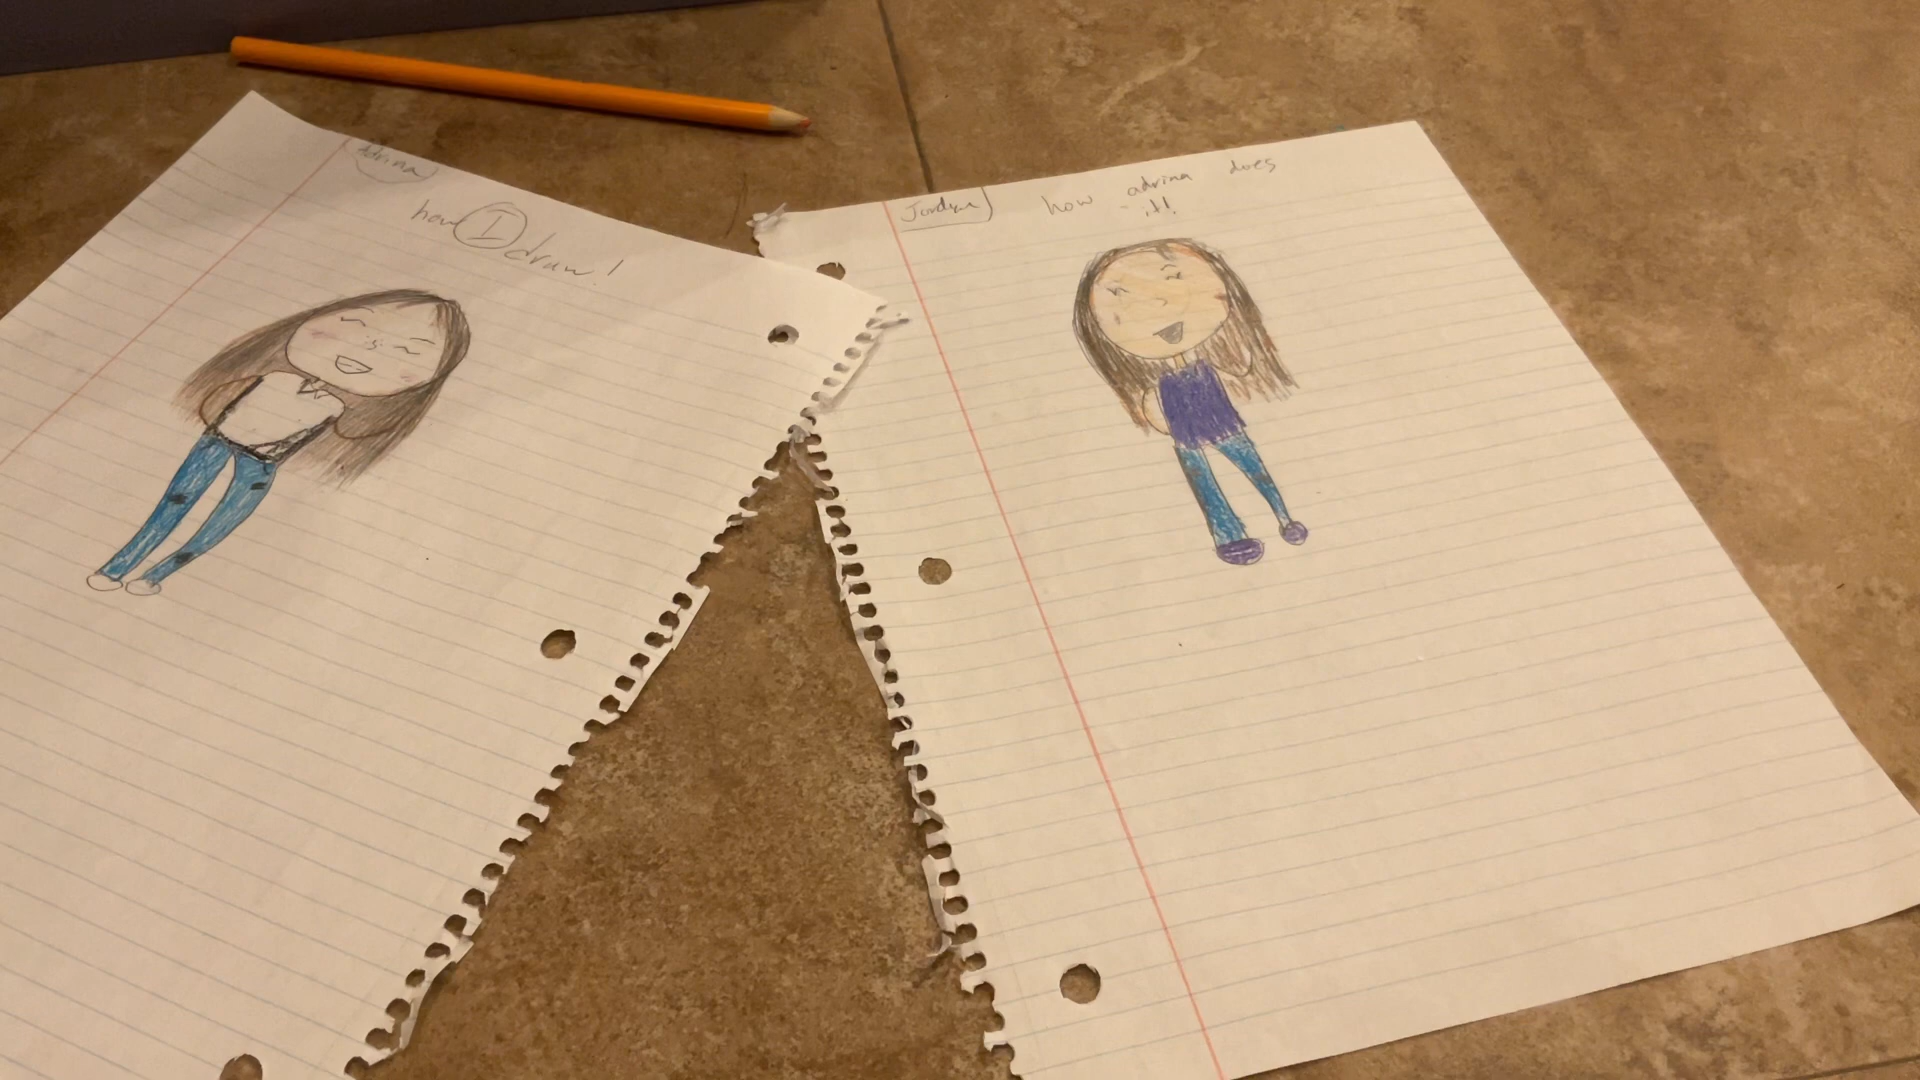 Adrina
how I draw!
Jordyn
how adrina does
it!